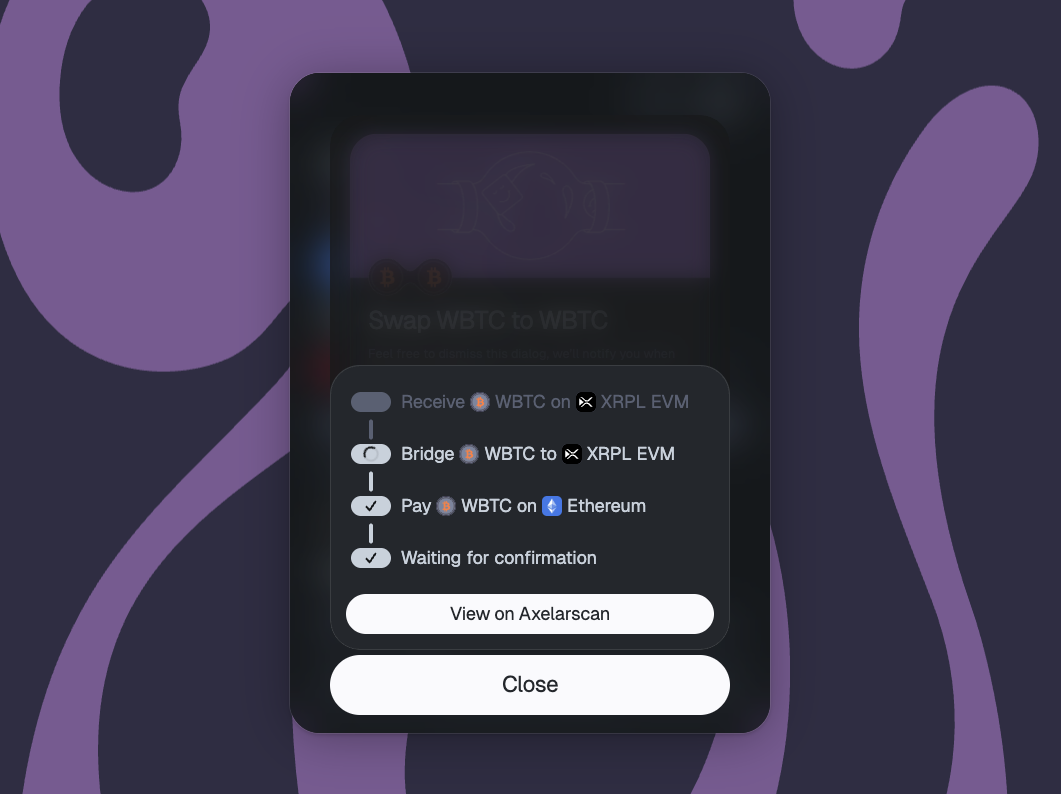 Swap WBTC to WBTC
Receive WBTC on XRPL EVM
Bridge WBTC to XRPL EVM
Pay WBTC on Ethereum
Waiting for confirmation
View on Axelarscan
Close